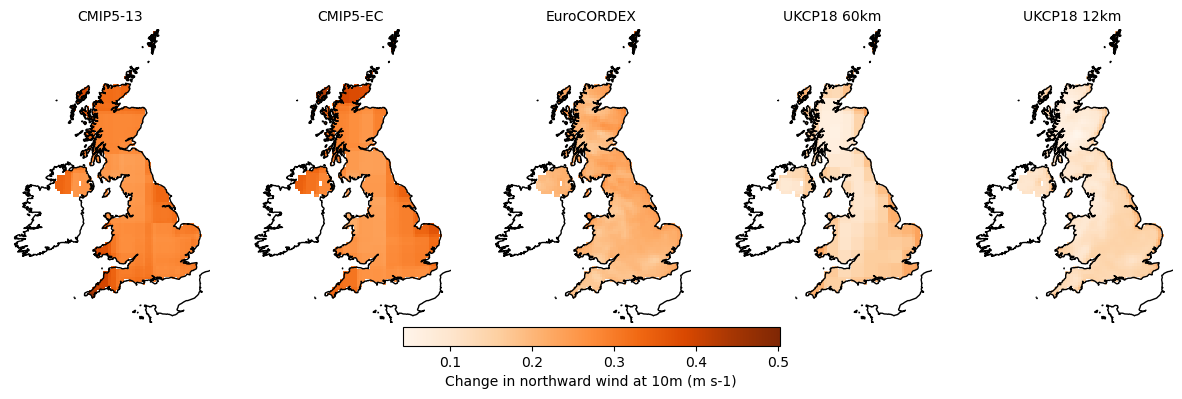 CMIP5-13 CMIP5-EC EuroCORDEX UKCP18 60km UKCP18 12km
0.1 0.2 0.3 0.4 0.5
Change in northward wind at 10m (m s-1)